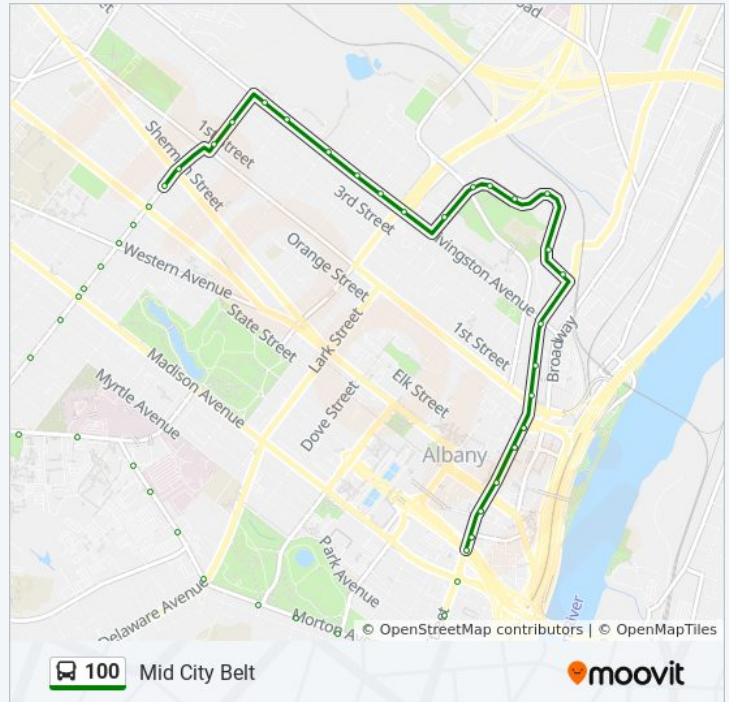 1st Street
Sherman Street
3rd Street
Livingston Avenue
Orange Street
Western Avenue
State Street
Lark Street
1st Street
Broadway
Madison Avenue
Elk Street
Myrtle Avenue
Dove Street
Albany
Park Avenue
Delaware Avenue
© OpenStreetMap contributors | © OpenMapTiles
100 Mid City Belt
moovit